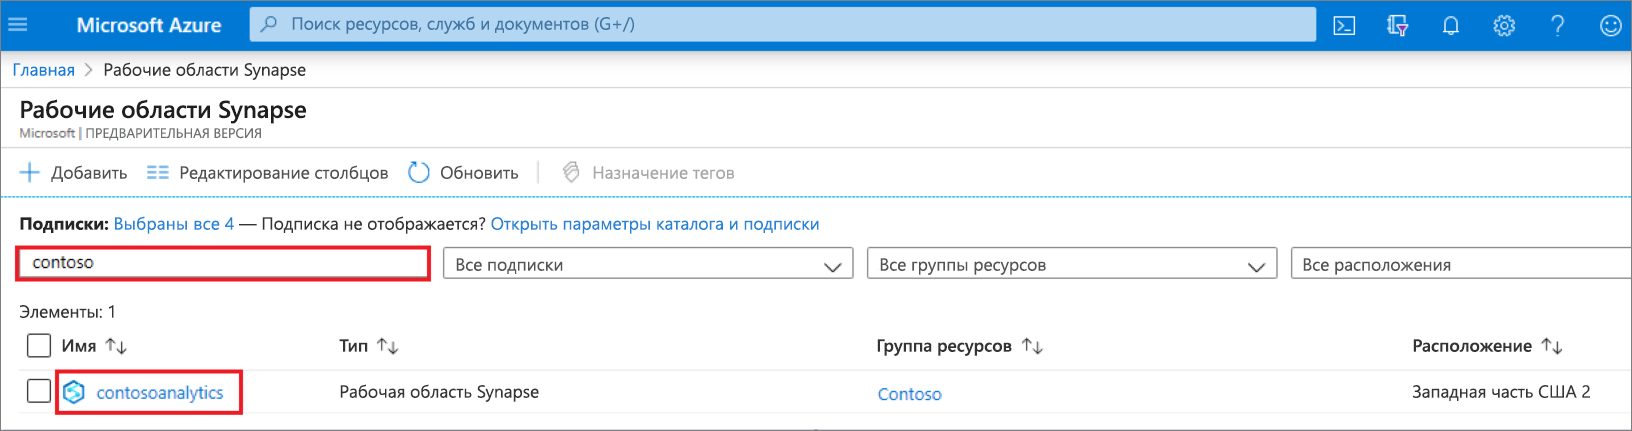 Microsoft Azure Поиск ресурсов, служб и документов (G+/)
Главная > Рабочие области Synapse
Рабочие области Synapse
Microsoft | ПРЕДВАРИТЕЛЬНАЯ ВЕРСИЯ
Добавить Редактирование столбцов Обновить Назначение тегов
Подписки: Выбраны все 4 — Подписка не отображается? Открыть параметры каталога и подписки
contoso Все подписки Все группы ресурсов Все расположения
Элементы: 1
Имя Тип Группа ресурсов Расположение
contosoanalytics Рабочая область Synapse Contoso Западная часть США 2